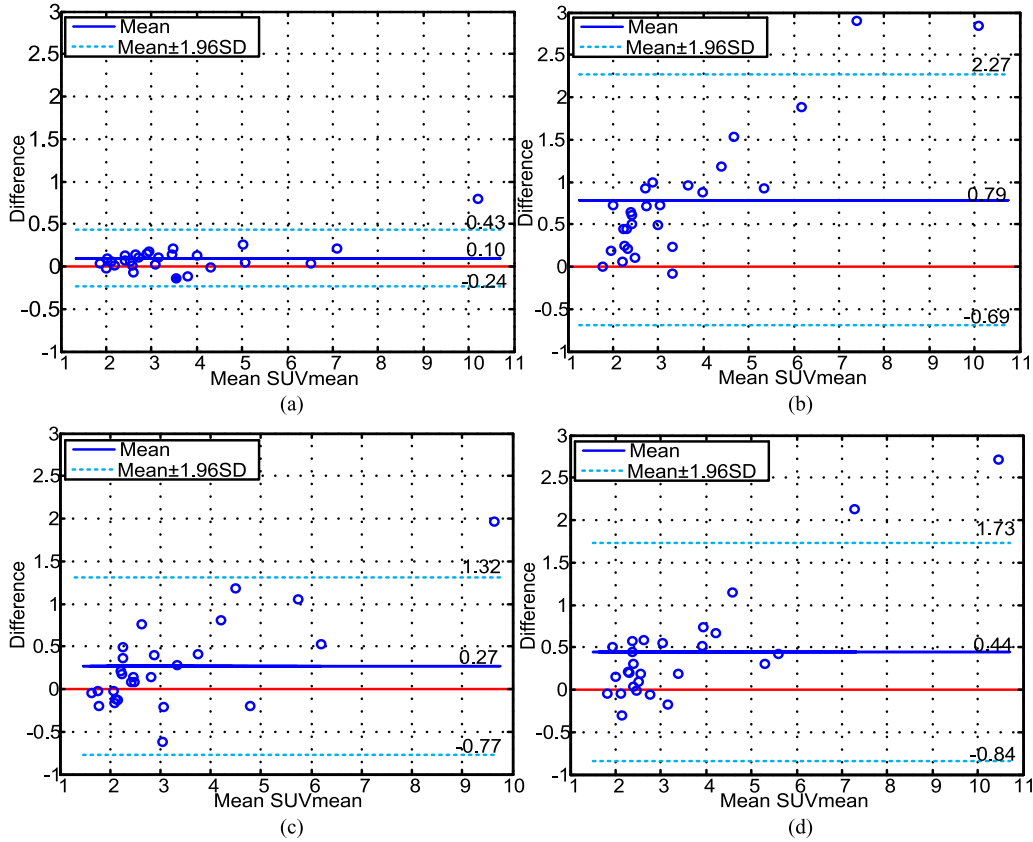 3
2.5
2
1.5
1
0.5
0
-0.5
-1
Difference
Mean
Mean±1.96SD
0.43
0.10
-0.24
1 2 3 4 5 6 7 8 9 10 11
Mean SUVmean
(a)
3
2.5
2
1.5
1
0.5
0
-0.5
-1
Difference
Mean
Mean±1.96SD
2.27
0.79
-0.69
1 2 3 4 5 6 7 8 9 10 11
Mean SUVmean
(b)
3
2.5
2
1.5
1
0.5
0
-0.5
-1
Difference
Mean
Mean±1.96SD
1.32
0.27
-0.77
1 2 3 4 5 6 7 8 9 10
Mean SUVmean
(c)
3
2.5
2
1.5
1
0.5
0
-0.5
-1
Difference
Mean
Mean±1.96SD
1.73
0.44
-0.84
1 2 3 4 5 6 7 8 9 10 11
Mean SUVmean
(d)